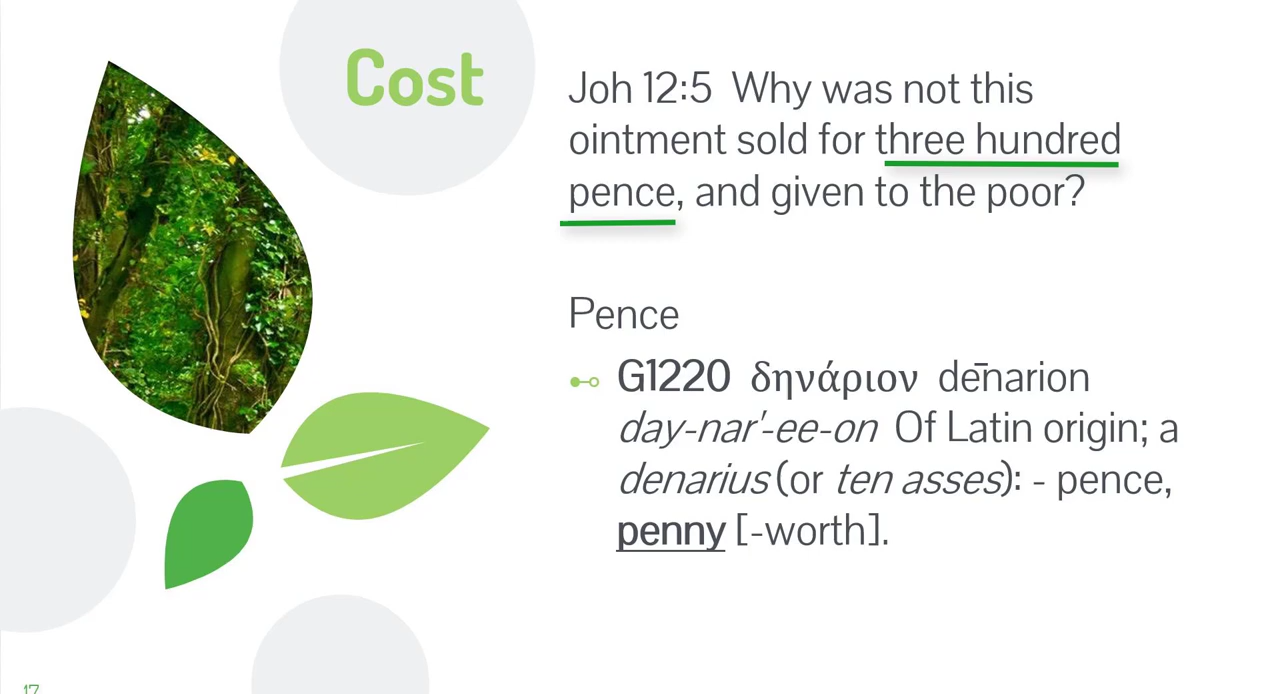 Cost
Joh 12:5 Why was not this
ointment sold for three hundred
pence, and given to the poor?
Pence
G1220 δηνάριον dēnarion
day-nar'-ee-on Of Latin origin; a
denarius (or ten asses): - pence,
penny [-worth].
17